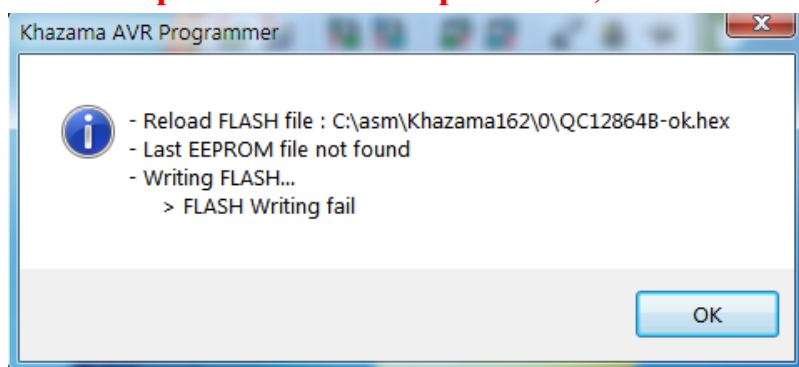 Khazama AVR Programmer
- Reload FLASH file : C:\asm\Khazama162\0\QC12864B-ok.hex
- Last EEPROM file not found
- Writing FLASH...
> FLASH Writing fail
OK